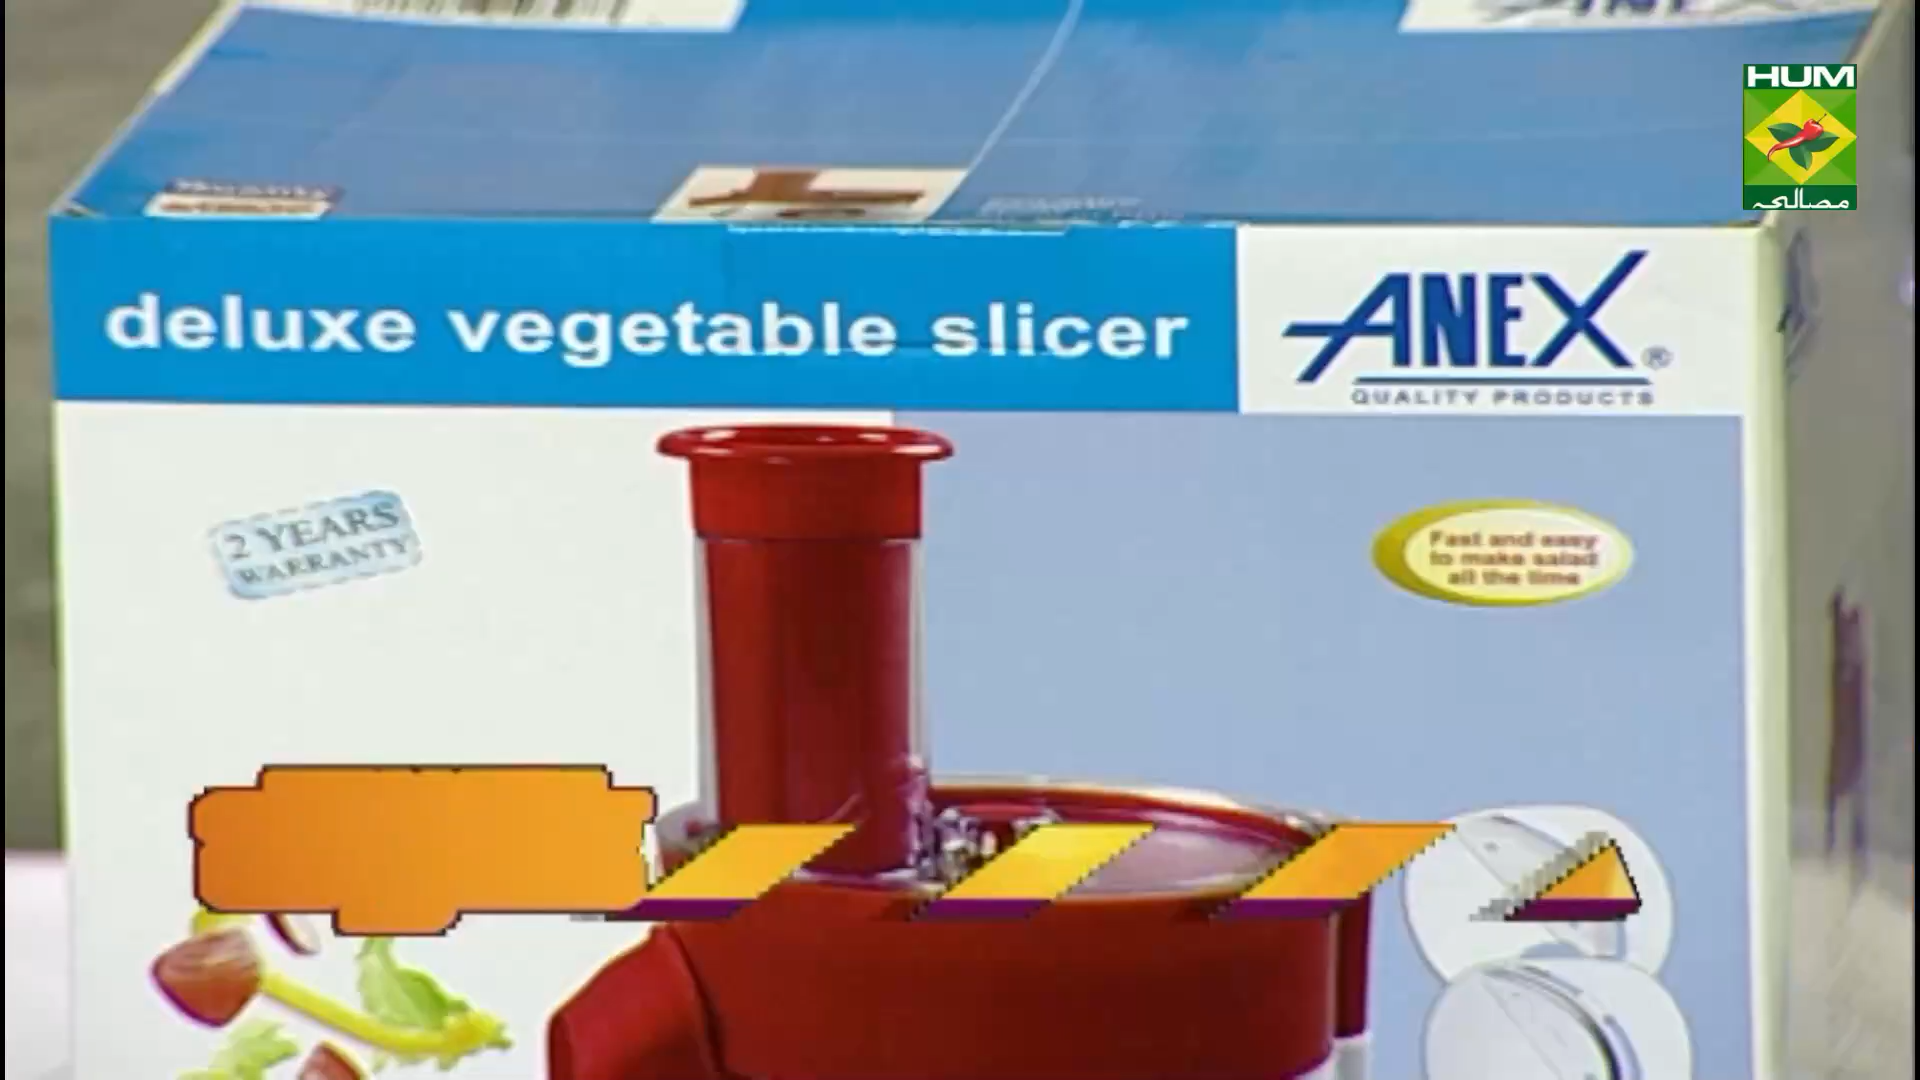 HUM
مصالحہ
deluxe vegetable slicer
ANEX®
QUALITY PRODUCTS
2 YEARS
WARRANTY
Fast and easy
to make salad
all the time